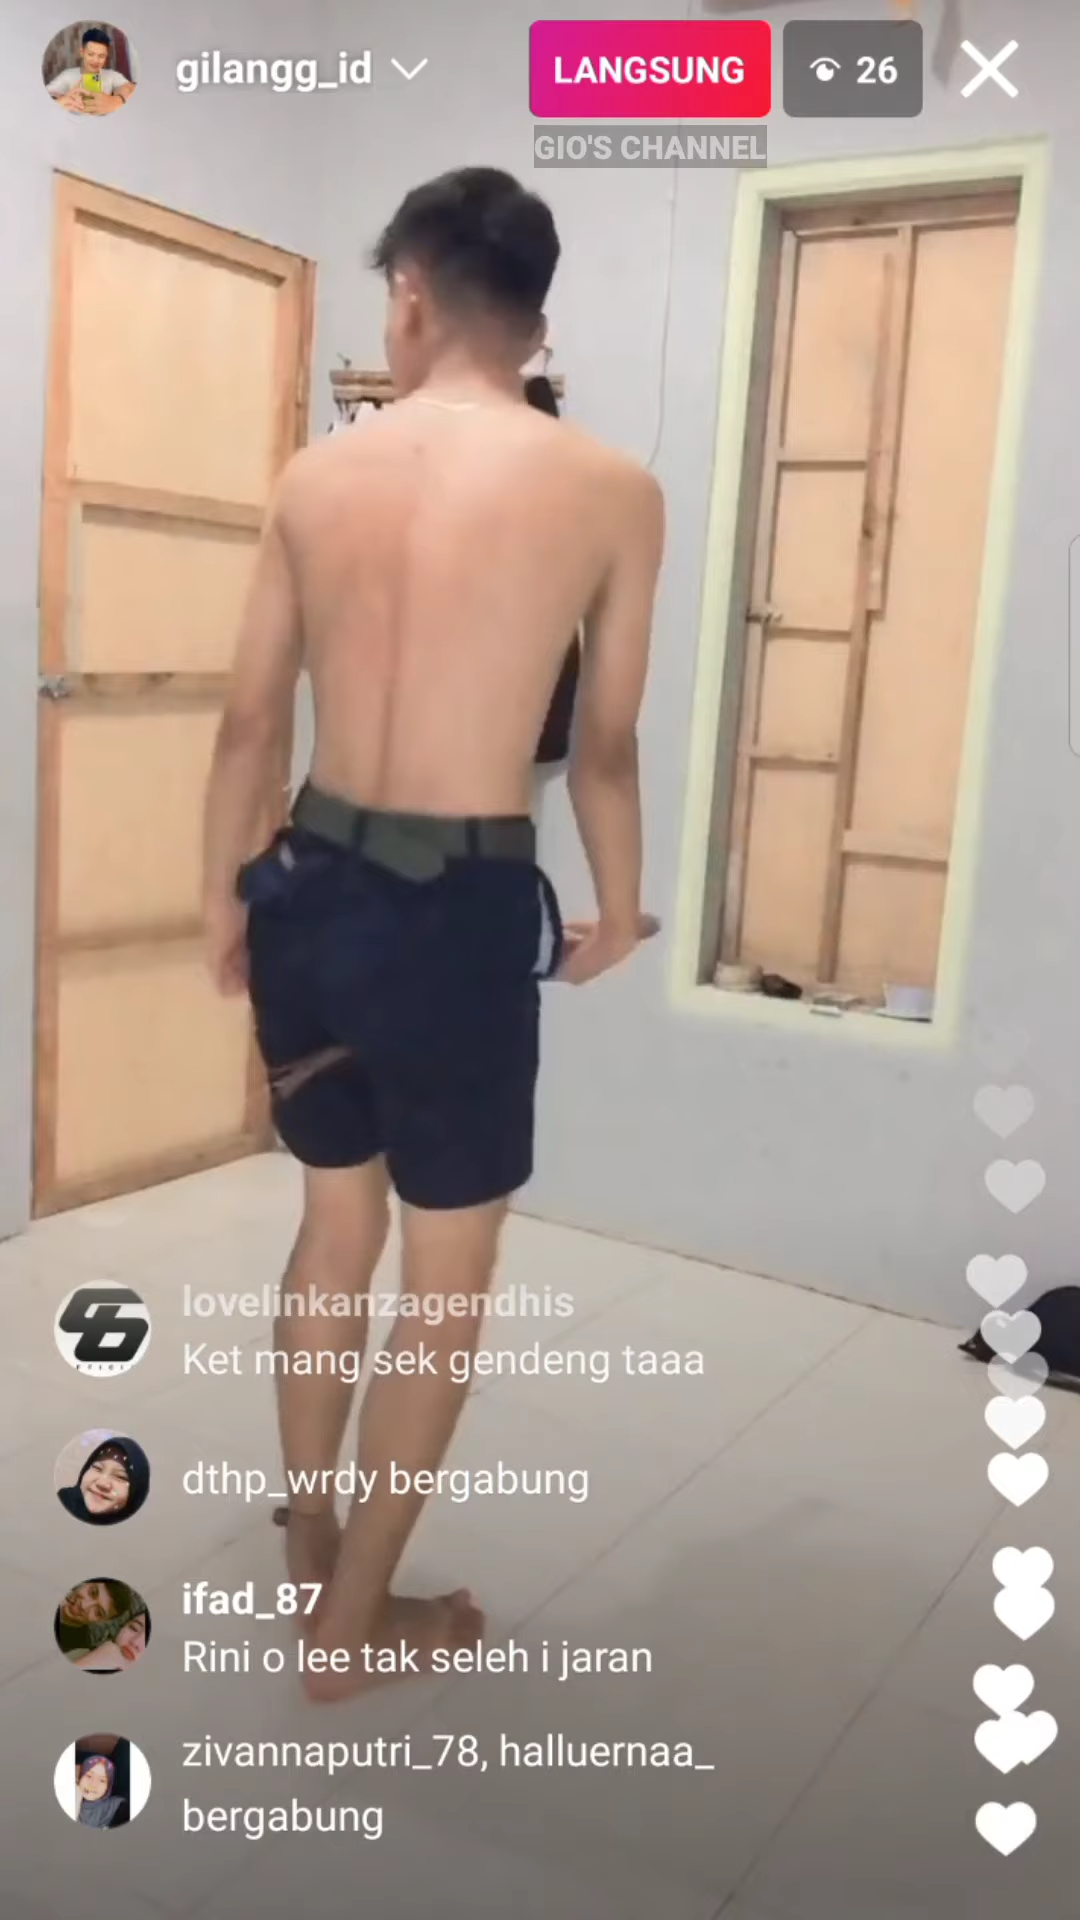 gilangg_id
LANGSUNG
26
GIO'S CHANNEL
lovelinkanzagendhis
Ket mang sek gendeng taaa
dthp_wrdy bergabung
ifad_87
Rini o lee tak seleh i jaran
zivannaputri_78, halluernaa_
bergabung